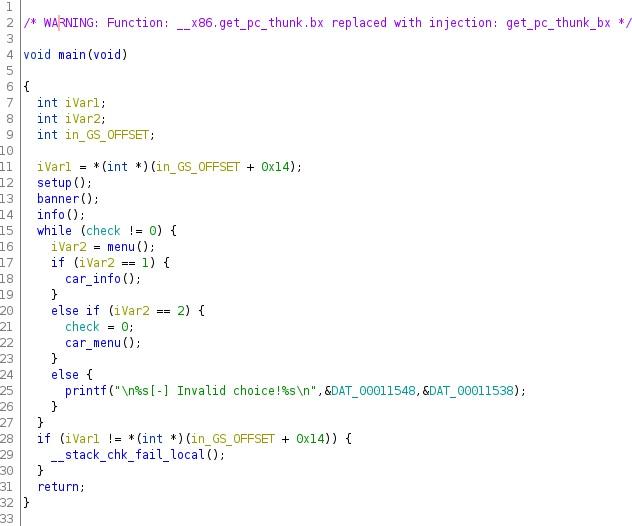 1
2 /* WARNING: Function: __x86.get_pc_thunk.bx replaced with injection: get_pc_thunk_bx */
3
4 void main(void)
5
6 {
7   int iVar1;
8   int iVar2;
9   int in_GS_OFFSET;
10
11   iVar1 = *(int *)(in_GS_OFFSET + 0x14);
12   setup();
13   banner();
14   info();
15   while (check != 0) {
16     iVar2 = menu();
17     if (iVar2 == 1) {
18       car_info();
19     }
20     else if (iVar2 == 2) {
21       check = 0;
22       car_menu();
23     }
24     else {
25       printf("\n%s[-] Invalid choice!%s\n",&DAT_00011548,&DAT_00011538);
26     }
27   }
28   if (iVar1 != *(int *)(in_GS_OFFSET + 0x14)) {
29     __stack_chk_fail_local();
30   }
31   return;
32 }
33